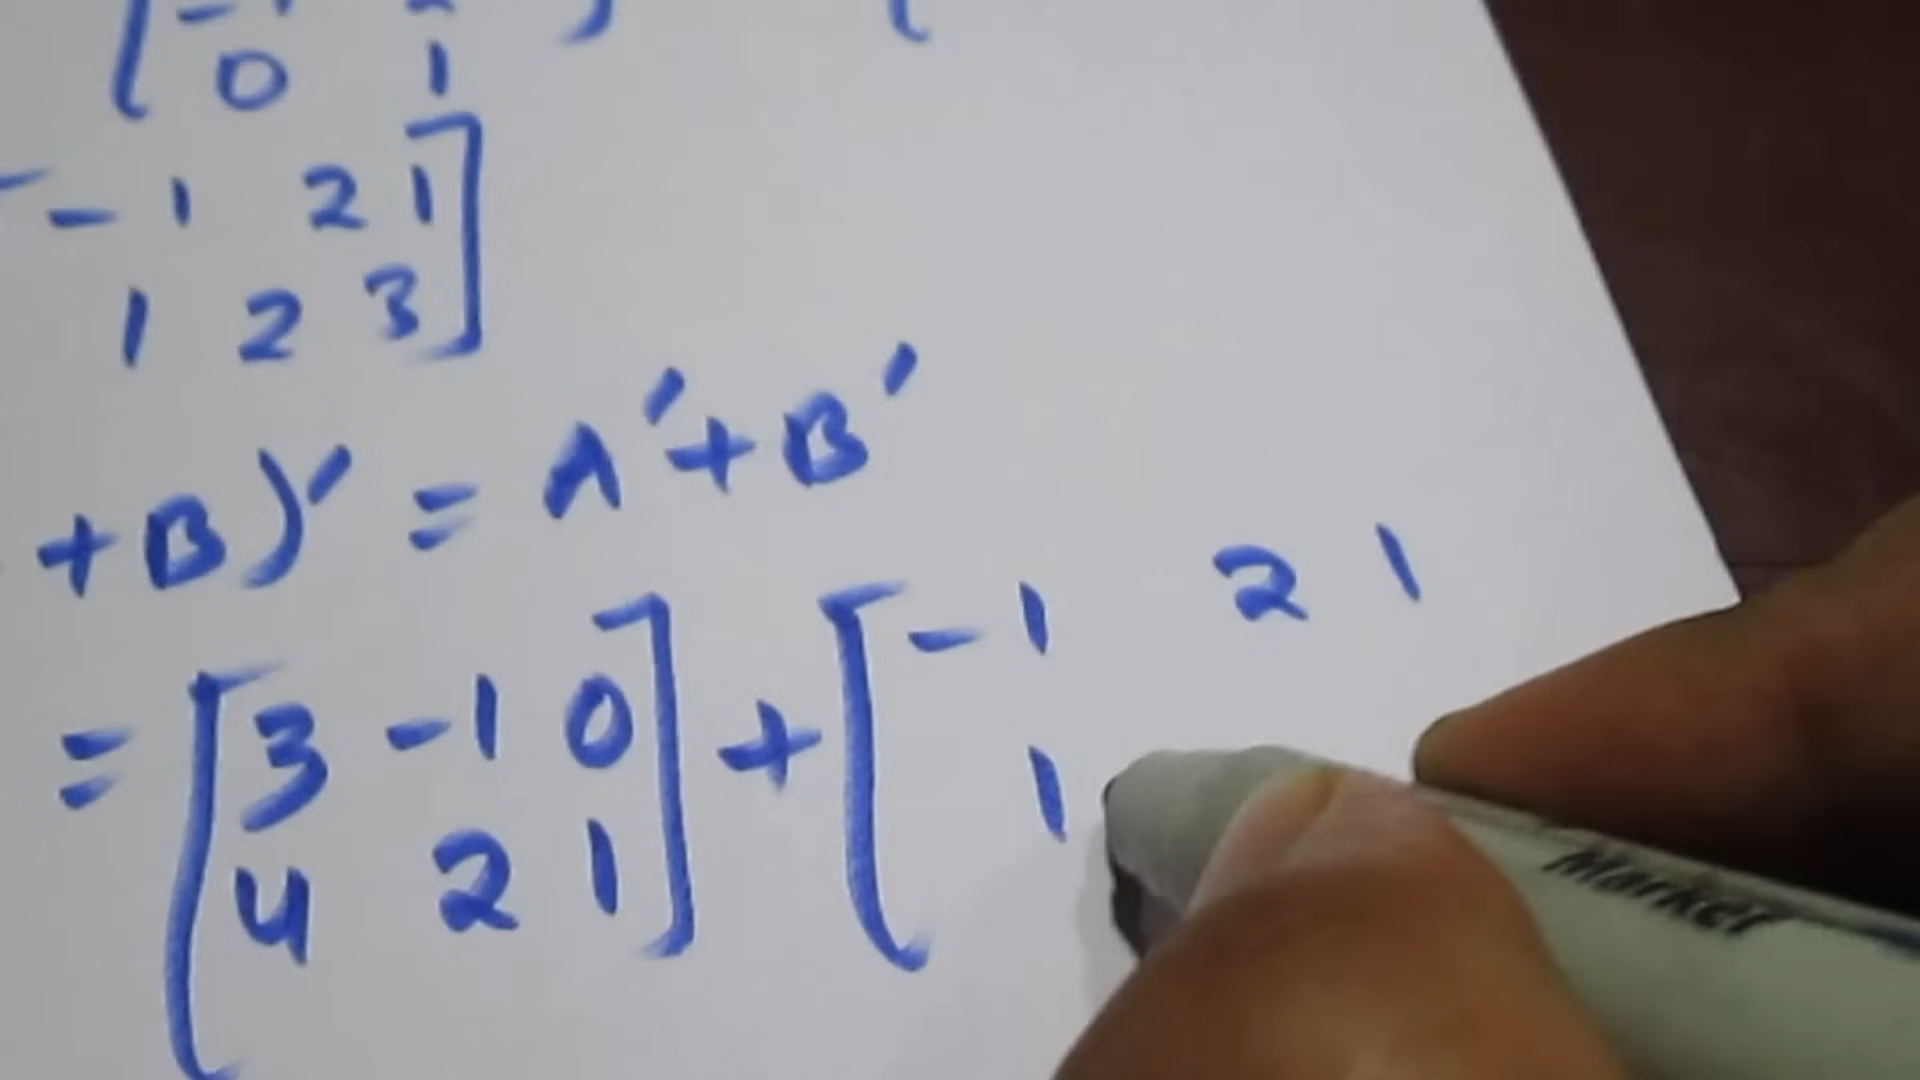 0 1
- 1 2 1
1 2 3
+B)' = A'+B'
= [3 -1 0] + [-1 2 1
4 2 1 1
Marker